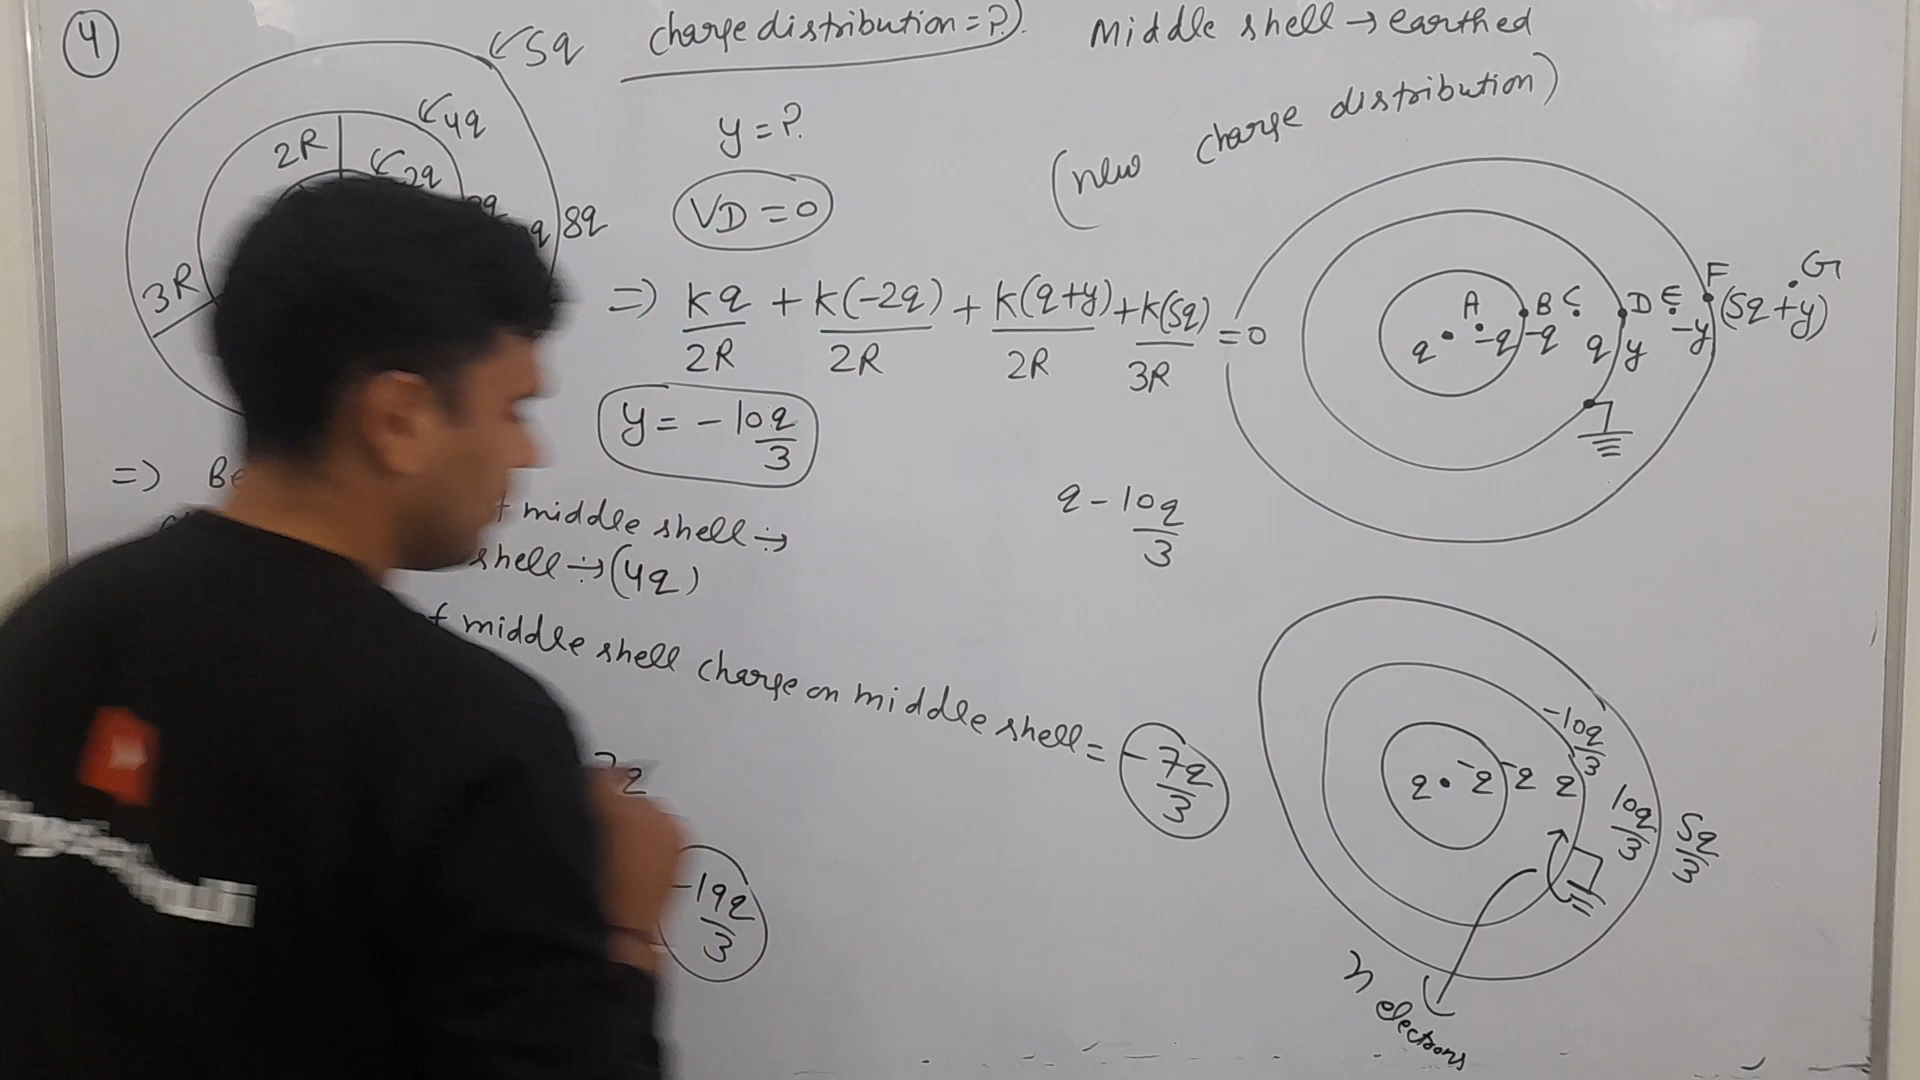 4
5q
charge distribution = ?
Middle shell → earthed
4q
2R
2q
y = ?
(new charge distribution)
VD = 0
q
8q
3R
=> Kq/2R + K(-2q)/2R + K(q+y)/2R + K(5q)/3R = 0
A
B
C
D
E
F
G
q
-q
-q
q
y
-y
(5q+y)
y = -10q/3
q - 10q/3
=> Be
middle shell ÷→
shell ÷→ (4q)
middle shell charge on middle shell = -7q/3
-19q/3
q
-q
-q
q
-10q/3
10q/3
5q/3
n electrons